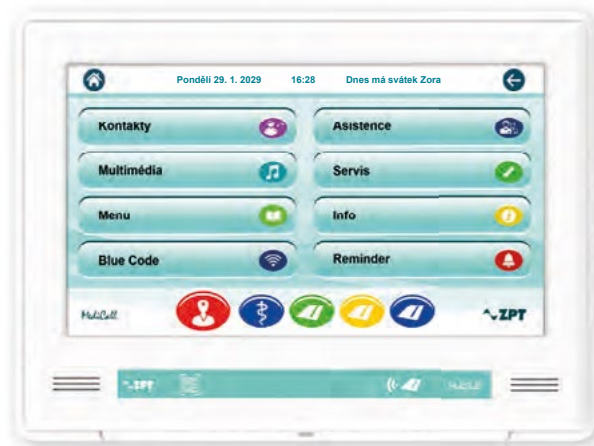 Pondělí 29. 1. 2029 16:28 Dnes má svátek Zora
Kontakty
Asistence
Multimédia
Servis
Menu
Info
Blue Code
Reminder
MediCall
ZPT
ZPT